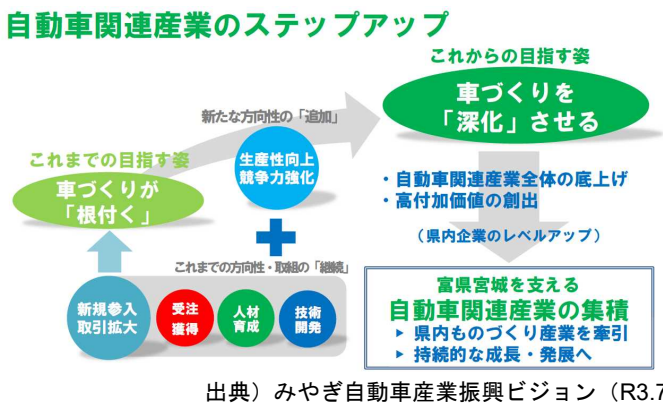 自動車関連産業のステップアップ
これからの目指す姿
車づくりを
「深化」させる
新たな方向性の「追加」
生産性向上
競争力強化
これまでの目指す姿
車づくりが
「根付く」
・自動車関連産業全体の底上げ
・高付加価値の創出
（県内企業のレベルアップ）
これまでの方向性・取組の「継続」
新規参入
取引拡大
受注
獲得
人材
育成
技術
開発
富県宮城を支える
自動車関連産業の集積
▸ 県内ものづくり産業を牽引
▸ 持続的な成長・発展へ
出典）みやぎ自動車産業振興ビジョン（R3.7